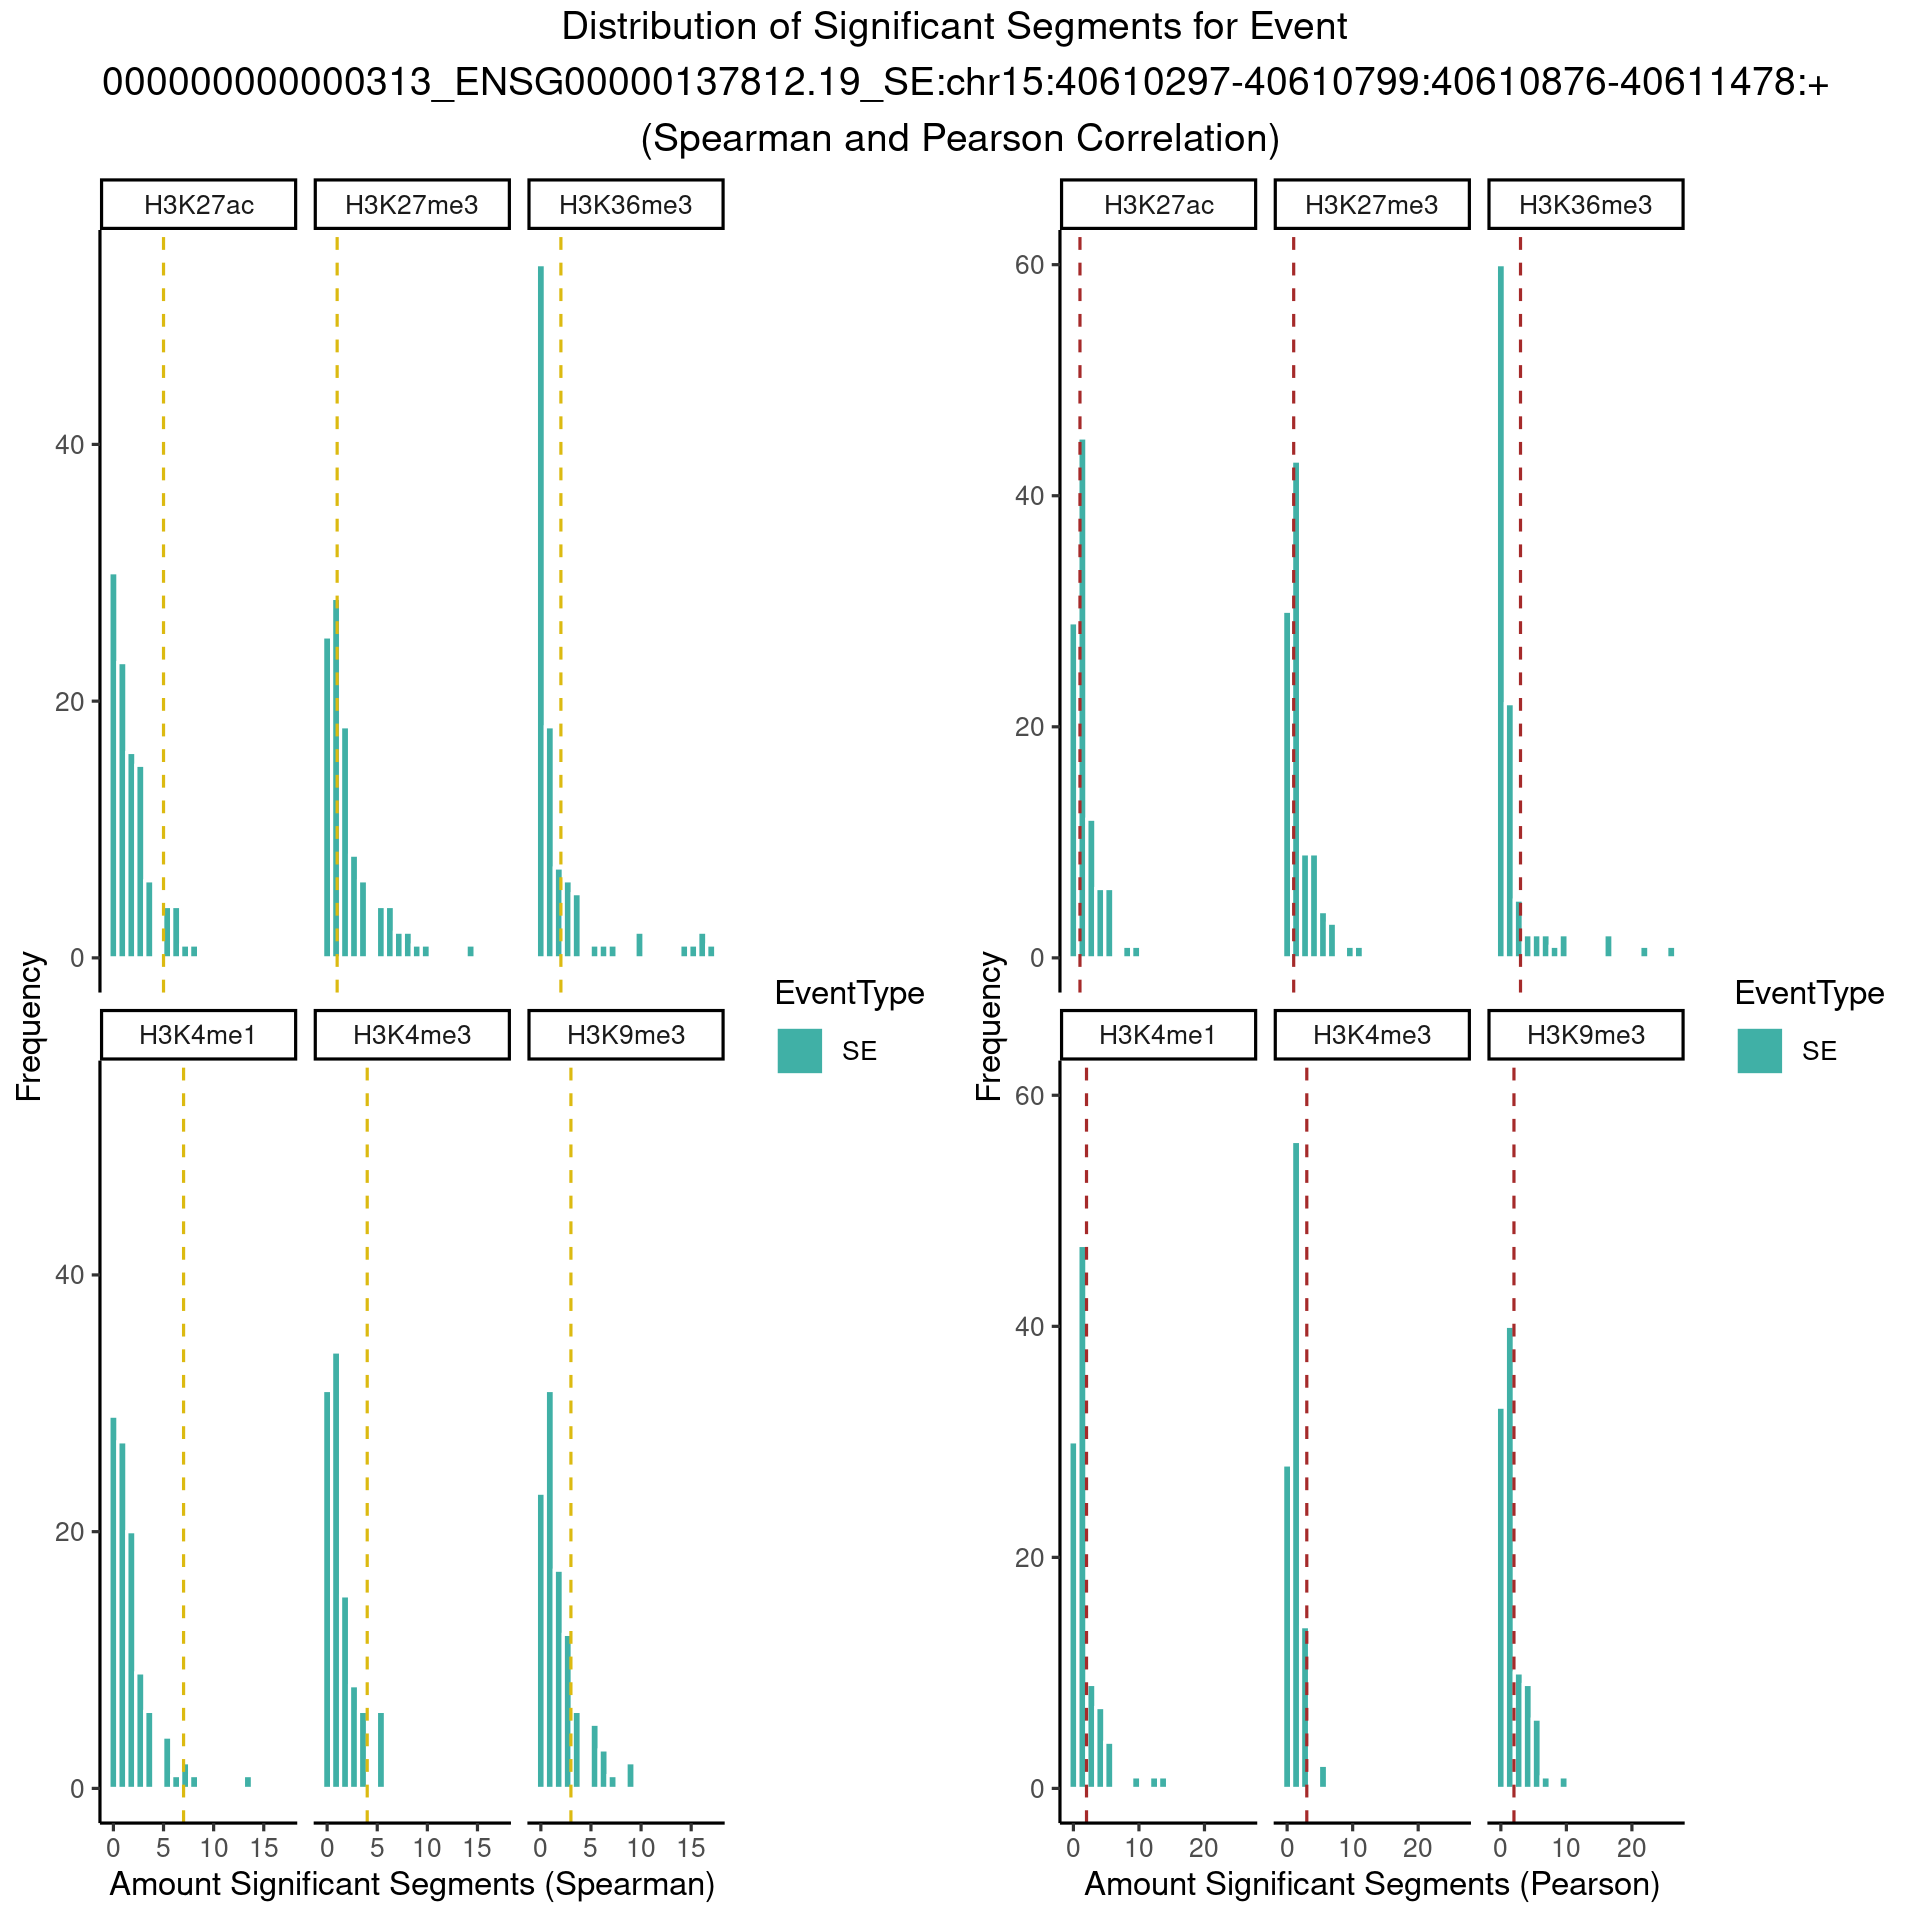 Distribution of Significant Segments for Event
000000000000313_ENSG00000137812.19_SE:chr15:40610297-40610799:40610876-40611478:+
(Spearman and Pearson Correlation)
H3K27ac H3K27me3 H3K36me3
40
20
0
H3K4me1 H3K4me3 H3K9me3
40
20
0
0 5 10 15 0 5 10 15 0 5 10 15
Frequency
Amount Significant Segments (Spearman)
EventType
SE
H3K27ac H3K27me3 H3K36me3
60
40
20
0
H3K4me1 H3K4me3 H3K9me3
60
40
20
0
0 10 20 0 10 20 0 10 20
Frequency
Amount Significant Segments (Pearson)
EventType
SE